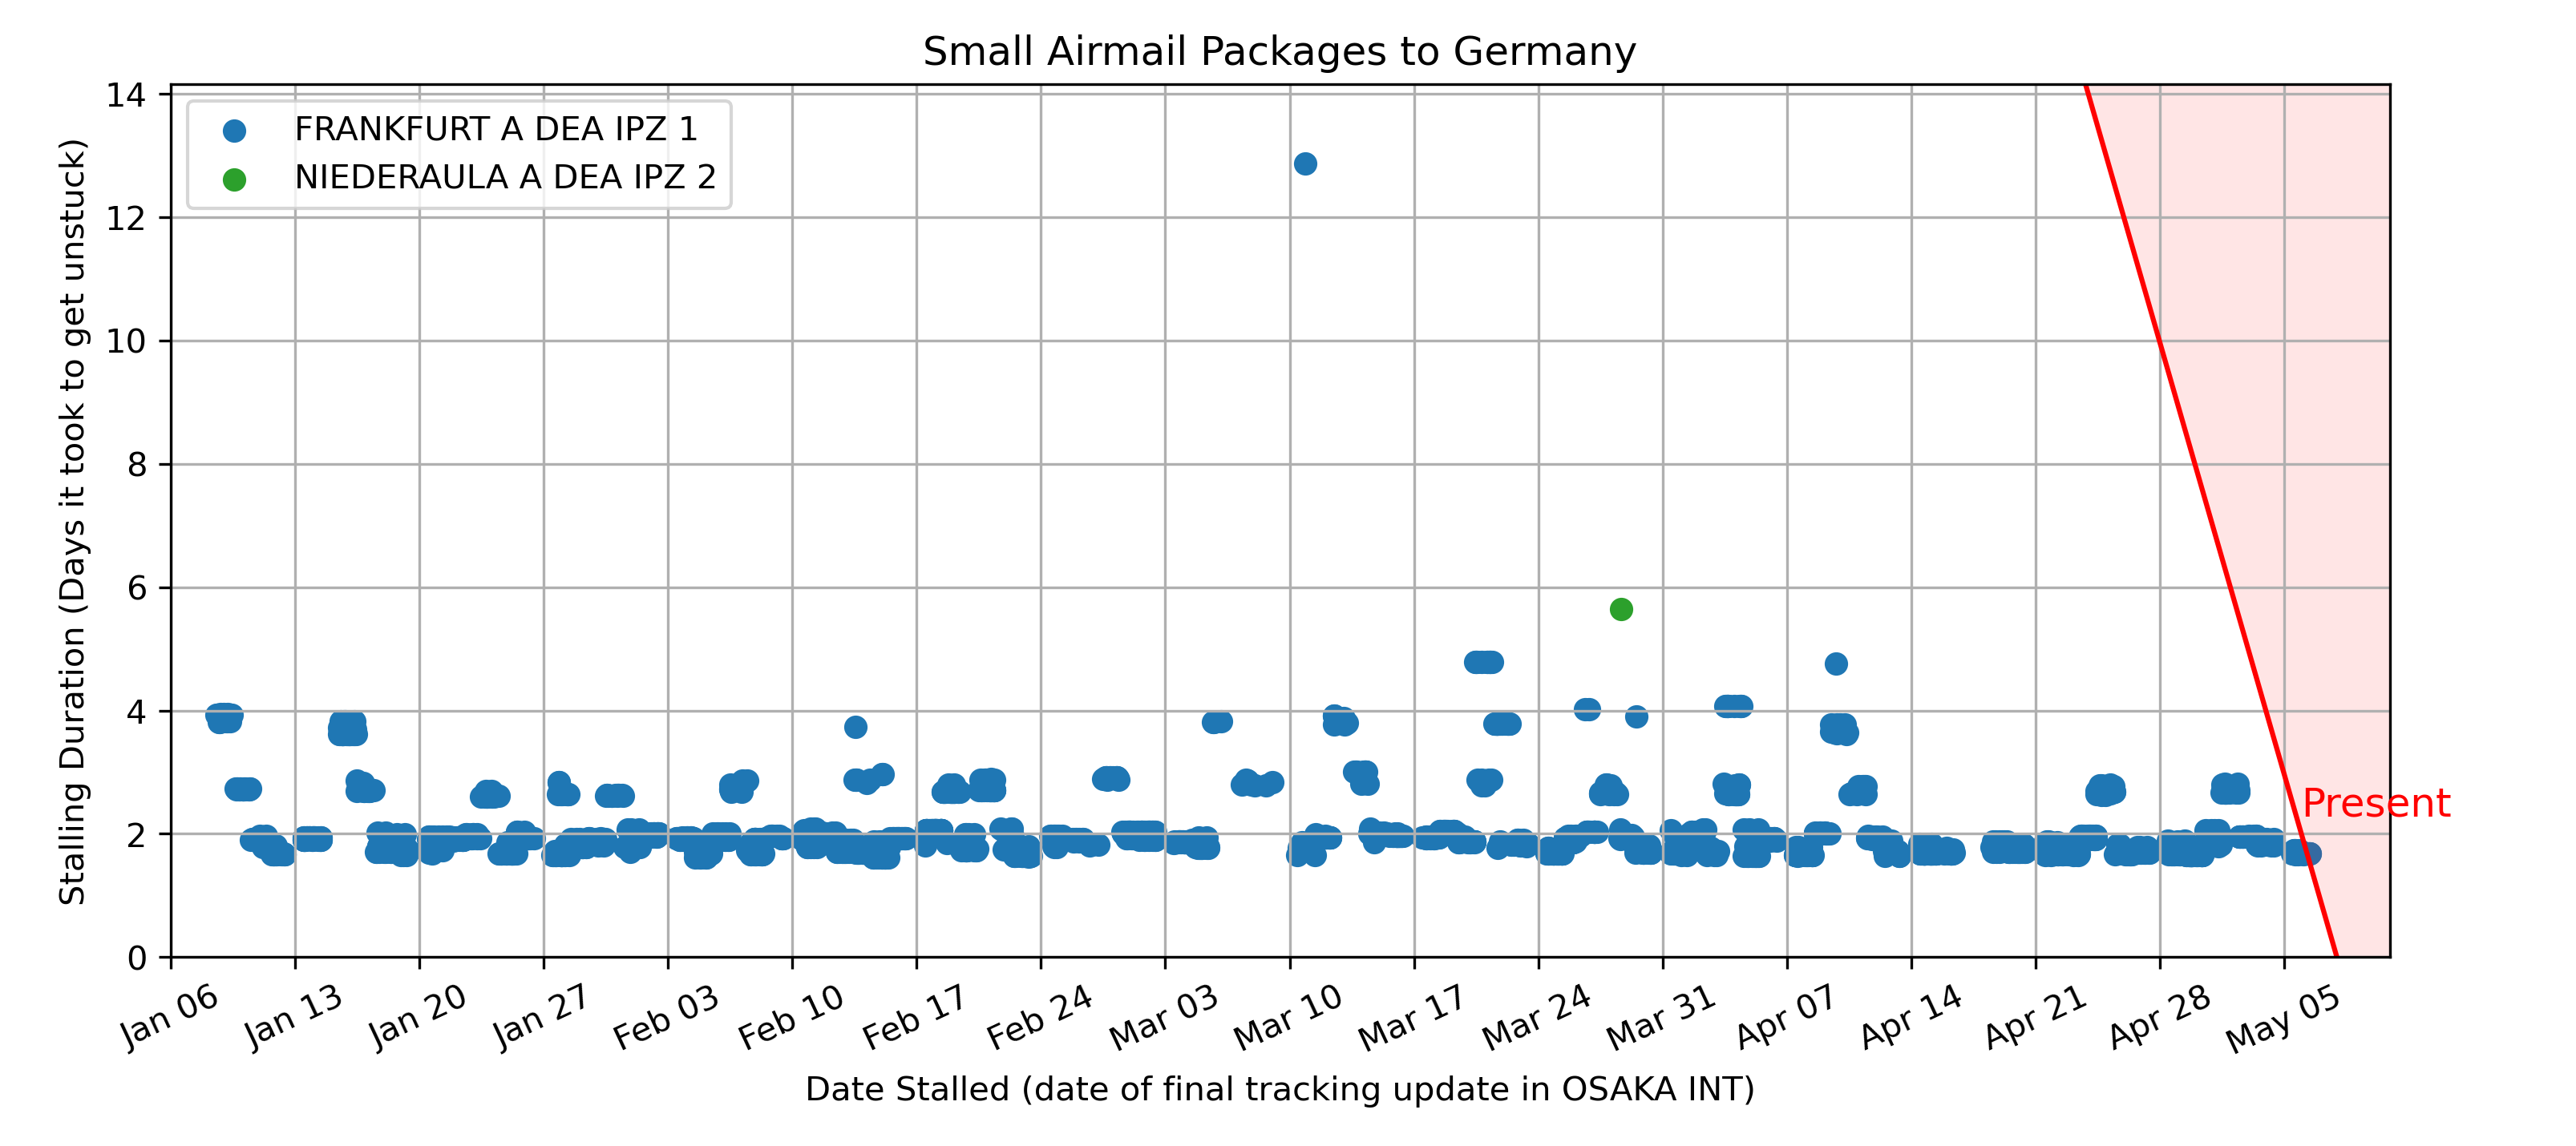 Small Airmail Packages to Germany
FRANKFURT A DEA IPZ 1
NIEDERAULA A DEA IPZ 2
Stalling Duration (Days it took to get unstuck)
14
12
10
8
6
4
2
0
Present
Jan 06
Jan 13
Jan 20
Jan 27
Feb 03
Feb 10
Feb 17
Feb 24
Mar 03
Mar 10
Mar 17
Mar 24
Mar 31
Apr 07
Apr 14
Apr 21
Apr 28
May 05
Date Stalled (date of final tracking update in OSAKA INT)